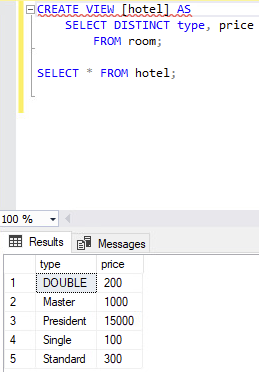 CREATE VIEW [hotel] AS
SELECT DISTINCT type, price
FROM room;
SELECT * FROM hotel;
100 %
Results Messages
type price
1 DOUBLE 200
2 Master 1000
3 President 15000
4 Single 100
5 Standard 300